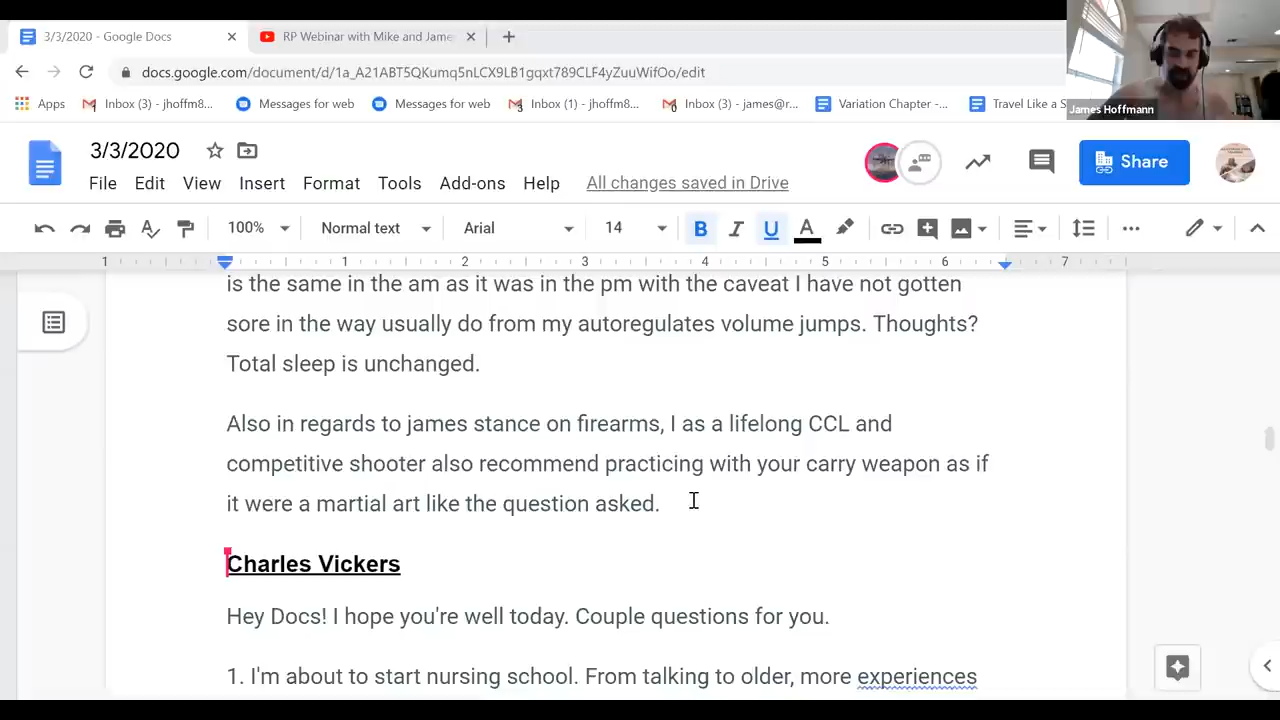 3/3/2020 - Google Docs
RP Webinar with Mike and Jame
docs.google.com/document/d/1a_A21ABT5QKumq5nLCX9LB1gqxt789CLF4yZuuWifOo/edit
Apps
Inbox (3) - jhoffm8...
Messages for web
Messages for web
Inbox (1) - jhoffm8...
Inbox (3) - james@r...
Variation Chapter -...
Travel Like a S
James Hoffmann
3/3/2020
Share
File Edit View Insert Format Tools Add-ons Help All changes saved in Drive
100% Normal text Arial 14 B I U A
1 1 2 3 4 5 6 7
is the same in the am as it was in the pm with the caveat I have not gotten
sore in the way usually do from my autoregulates volume jumps. Thoughts?
Total sleep is unchanged.
Also in regards to james stance on firearms, I as a lifelong CCL and
competitive shooter also recommend practicing with your carry weapon as if
it were a martial art like the question asked.
Charles Vickers
Hey Docs! I hope you're well today. Couple questions for you.
1. I'm about to start nursing school. From talking to older, more experiences